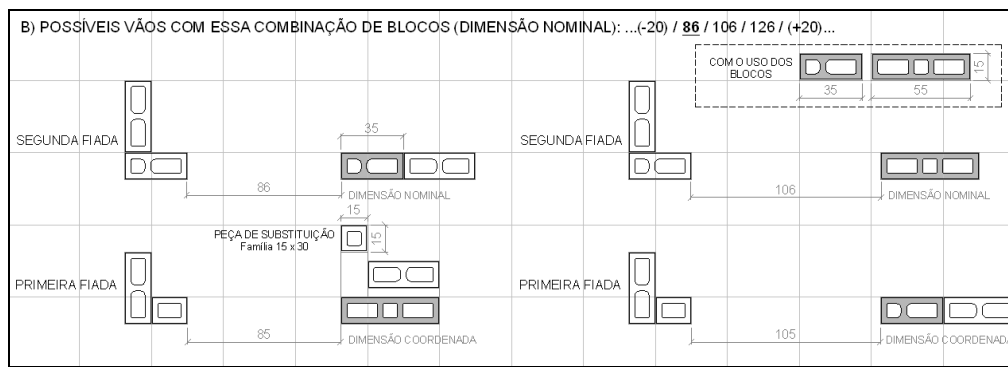 B) POSSÍVEIS VÃOS COM ESSA COMBINAÇÃO DE BLOCOS (DIMENSÃO NOMINAL): ...(-20) / 86 / 106 / 126 / (+20)...
COM O USO DOS
BLOCOS
15
35
55
SEGUNDA FIADA
35
86
DIMENSÃO NOMINAL
SEGUNDA FIADA
106
DIMENSÃO NOMINAL
15
PEÇA DE SUBSTITUIÇÃO
Família 15 x 30
15
PRIMEIRA FIADA
85
DIMENSÃO COORDENADA
PRIMEIRA FIADA
105
DIMENSÃO COORDENADA